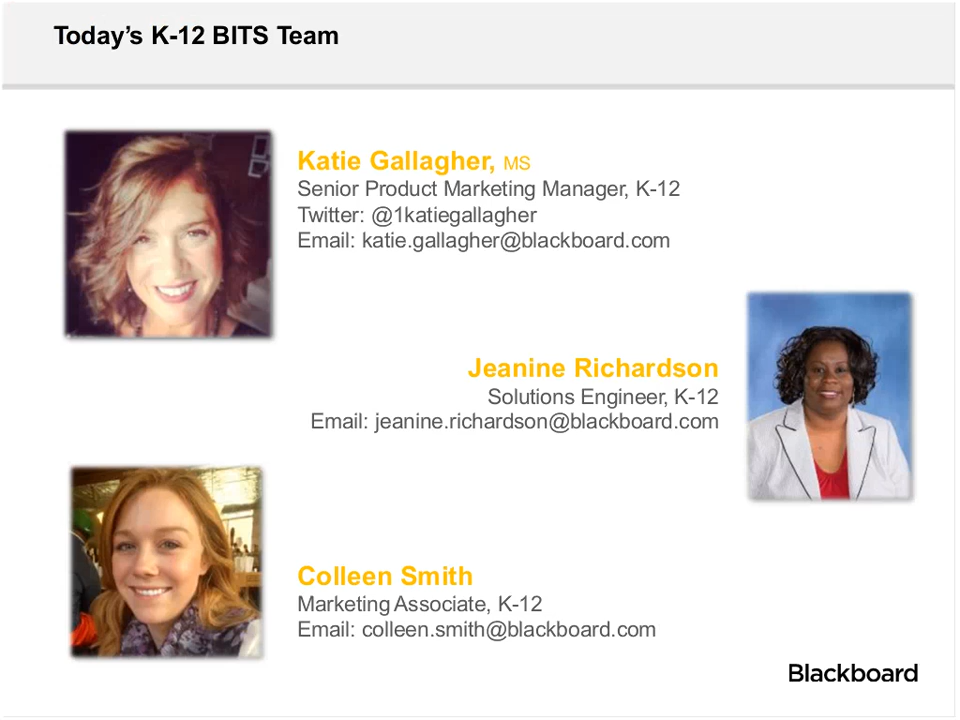 Today’s K-12 BITS Team
Katie Gallagher, MS
Senior Product Marketing Manager, K-12
Twitter: @1katiegallagher
Email: katie.gallagher@blackboard.com
Jeanine Richardson
Solutions Engineer, K-12
Email: jeanine.richardson@blackboard.com
Colleen Smith
Marketing Associate, K-12
Email: colleen.smith@blackboard.com
Blackboard